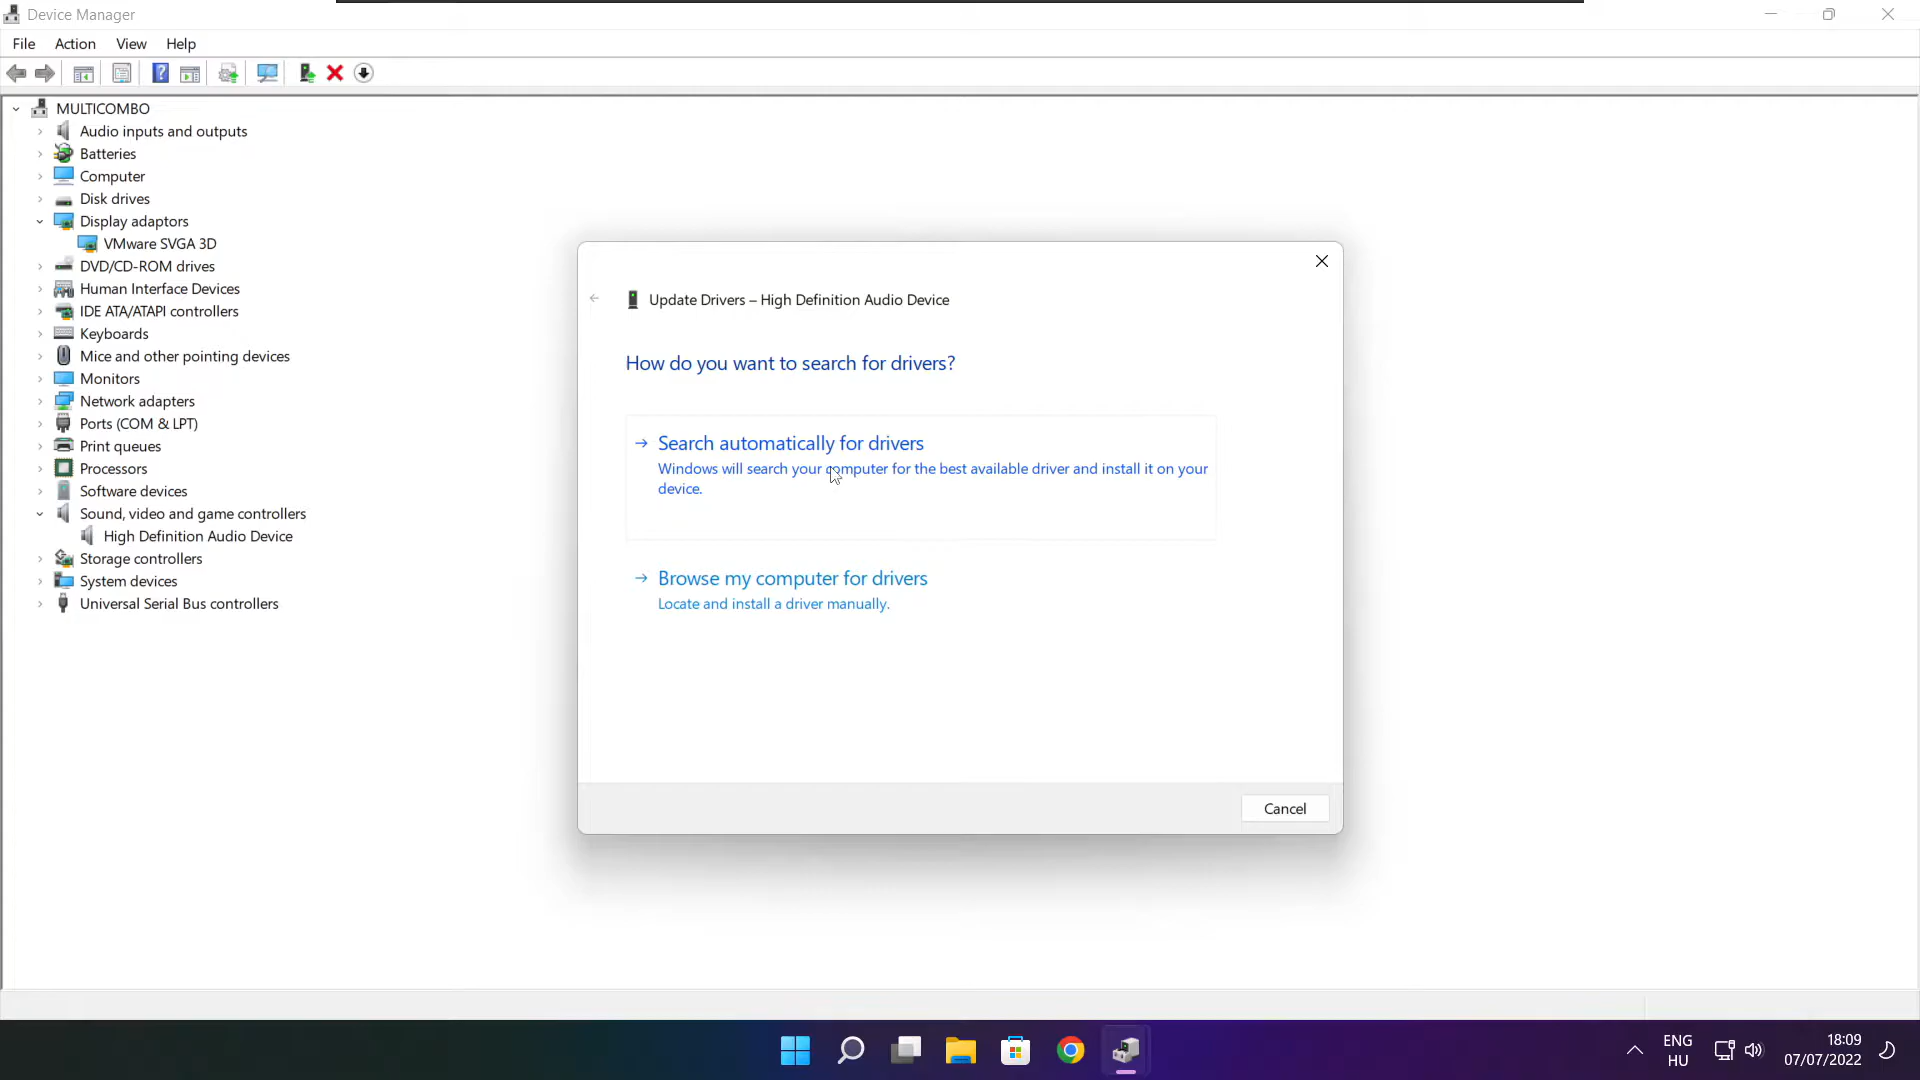 Device Manager
File Action View Help
MULTICOMBO
Audio inputs and outputs
Batteries
Computer
Disk drives
Display adaptors
VMware SVGA 3D
DVD/CD-ROM drives
Human Interface Devices
IDE ATA/ATAPI controllers
Keyboards
Mice and other pointing devices
Monitors
Network adapters
Ports (COM & LPT)
Print queues
Processors
Software devices
Sound, video and game controllers
High Definition Audio Device
Storage controllers
System devices
Universal Serial Bus controllers
Update Drivers – High Definition Audio Device
How do you want to search for drivers?
Search automatically for drivers
Windows will search your computer for the best available driver and install it on your
device.
Browse my computer for drivers
Locate and install a driver manually.
Cancel
ENG
HU
18:09
07/07/2022